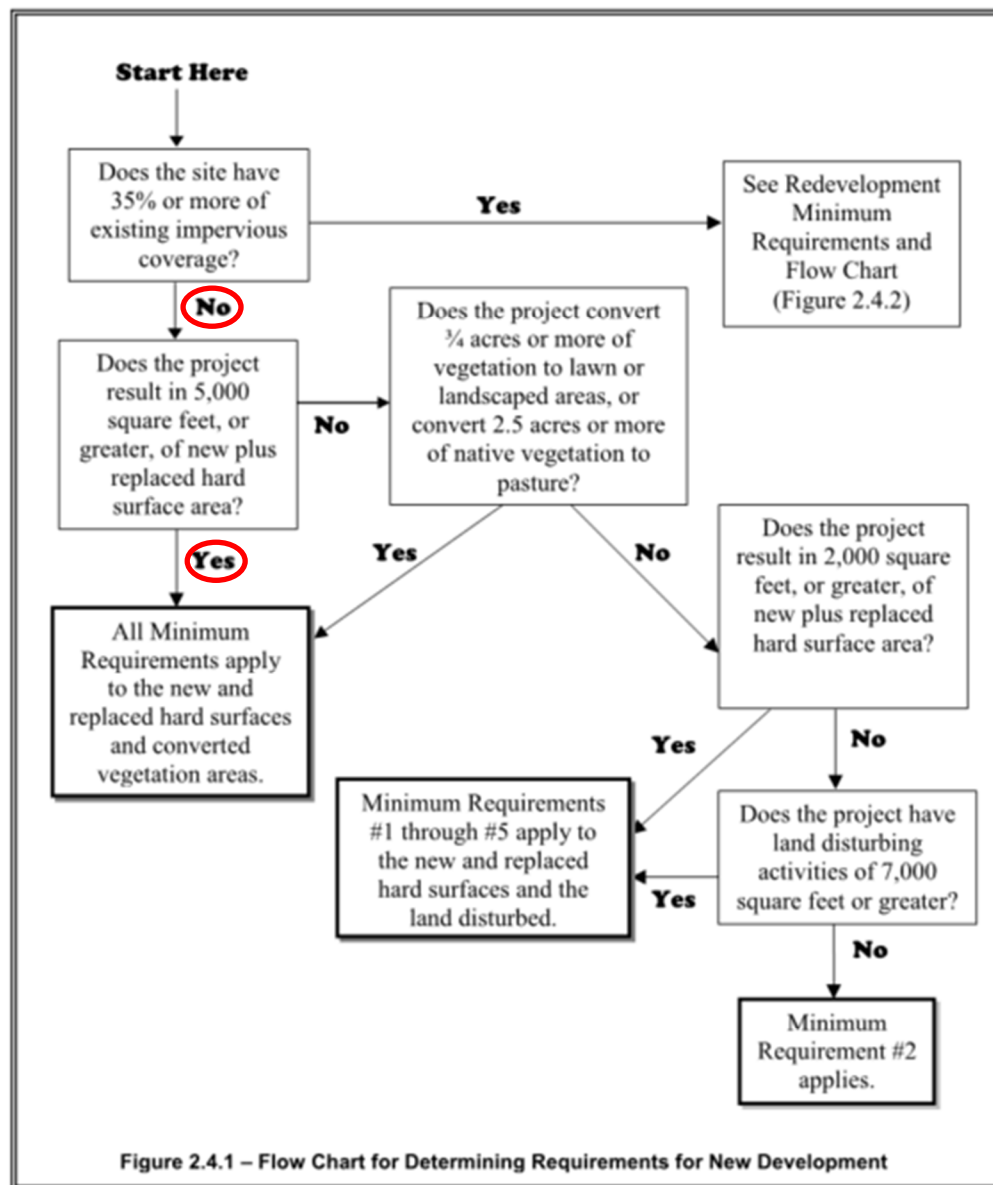 Start Here
Does the site have
35% or more of
existing impervious
coverage?
Yes
See Redevelopment
Minimum
Requirements and
Flow Chart
(Figure 2.4.2)
No
Does the project
result in 5,000
square feet, or
greater, of new plus
replaced hard
surface area?
No
Does the project convert
¾ acres or more of
vegetation to lawn or
landscaped areas, or
convert 2.5 acres or more
of native vegetation to
pasture?
Yes
Yes
No
All Minimum
Requirements apply
to the new and
replaced hard surfaces
and converted
vegetation areas.
Does the project
result in 2,000 square
feet, or greater, of
new plus replaced
hard surface area?
Yes
No
Minimum Requirements
#1 through #5 apply to
the new and replaced
hard surfaces and the
land disturbed.
Yes
Does the project have
land disturbing
activities of 7,000
square feet or greater?
No
Minimum
Requirement #2
applies.
Figure 2.4.1 – Flow Chart for Determining Requirements for New Development